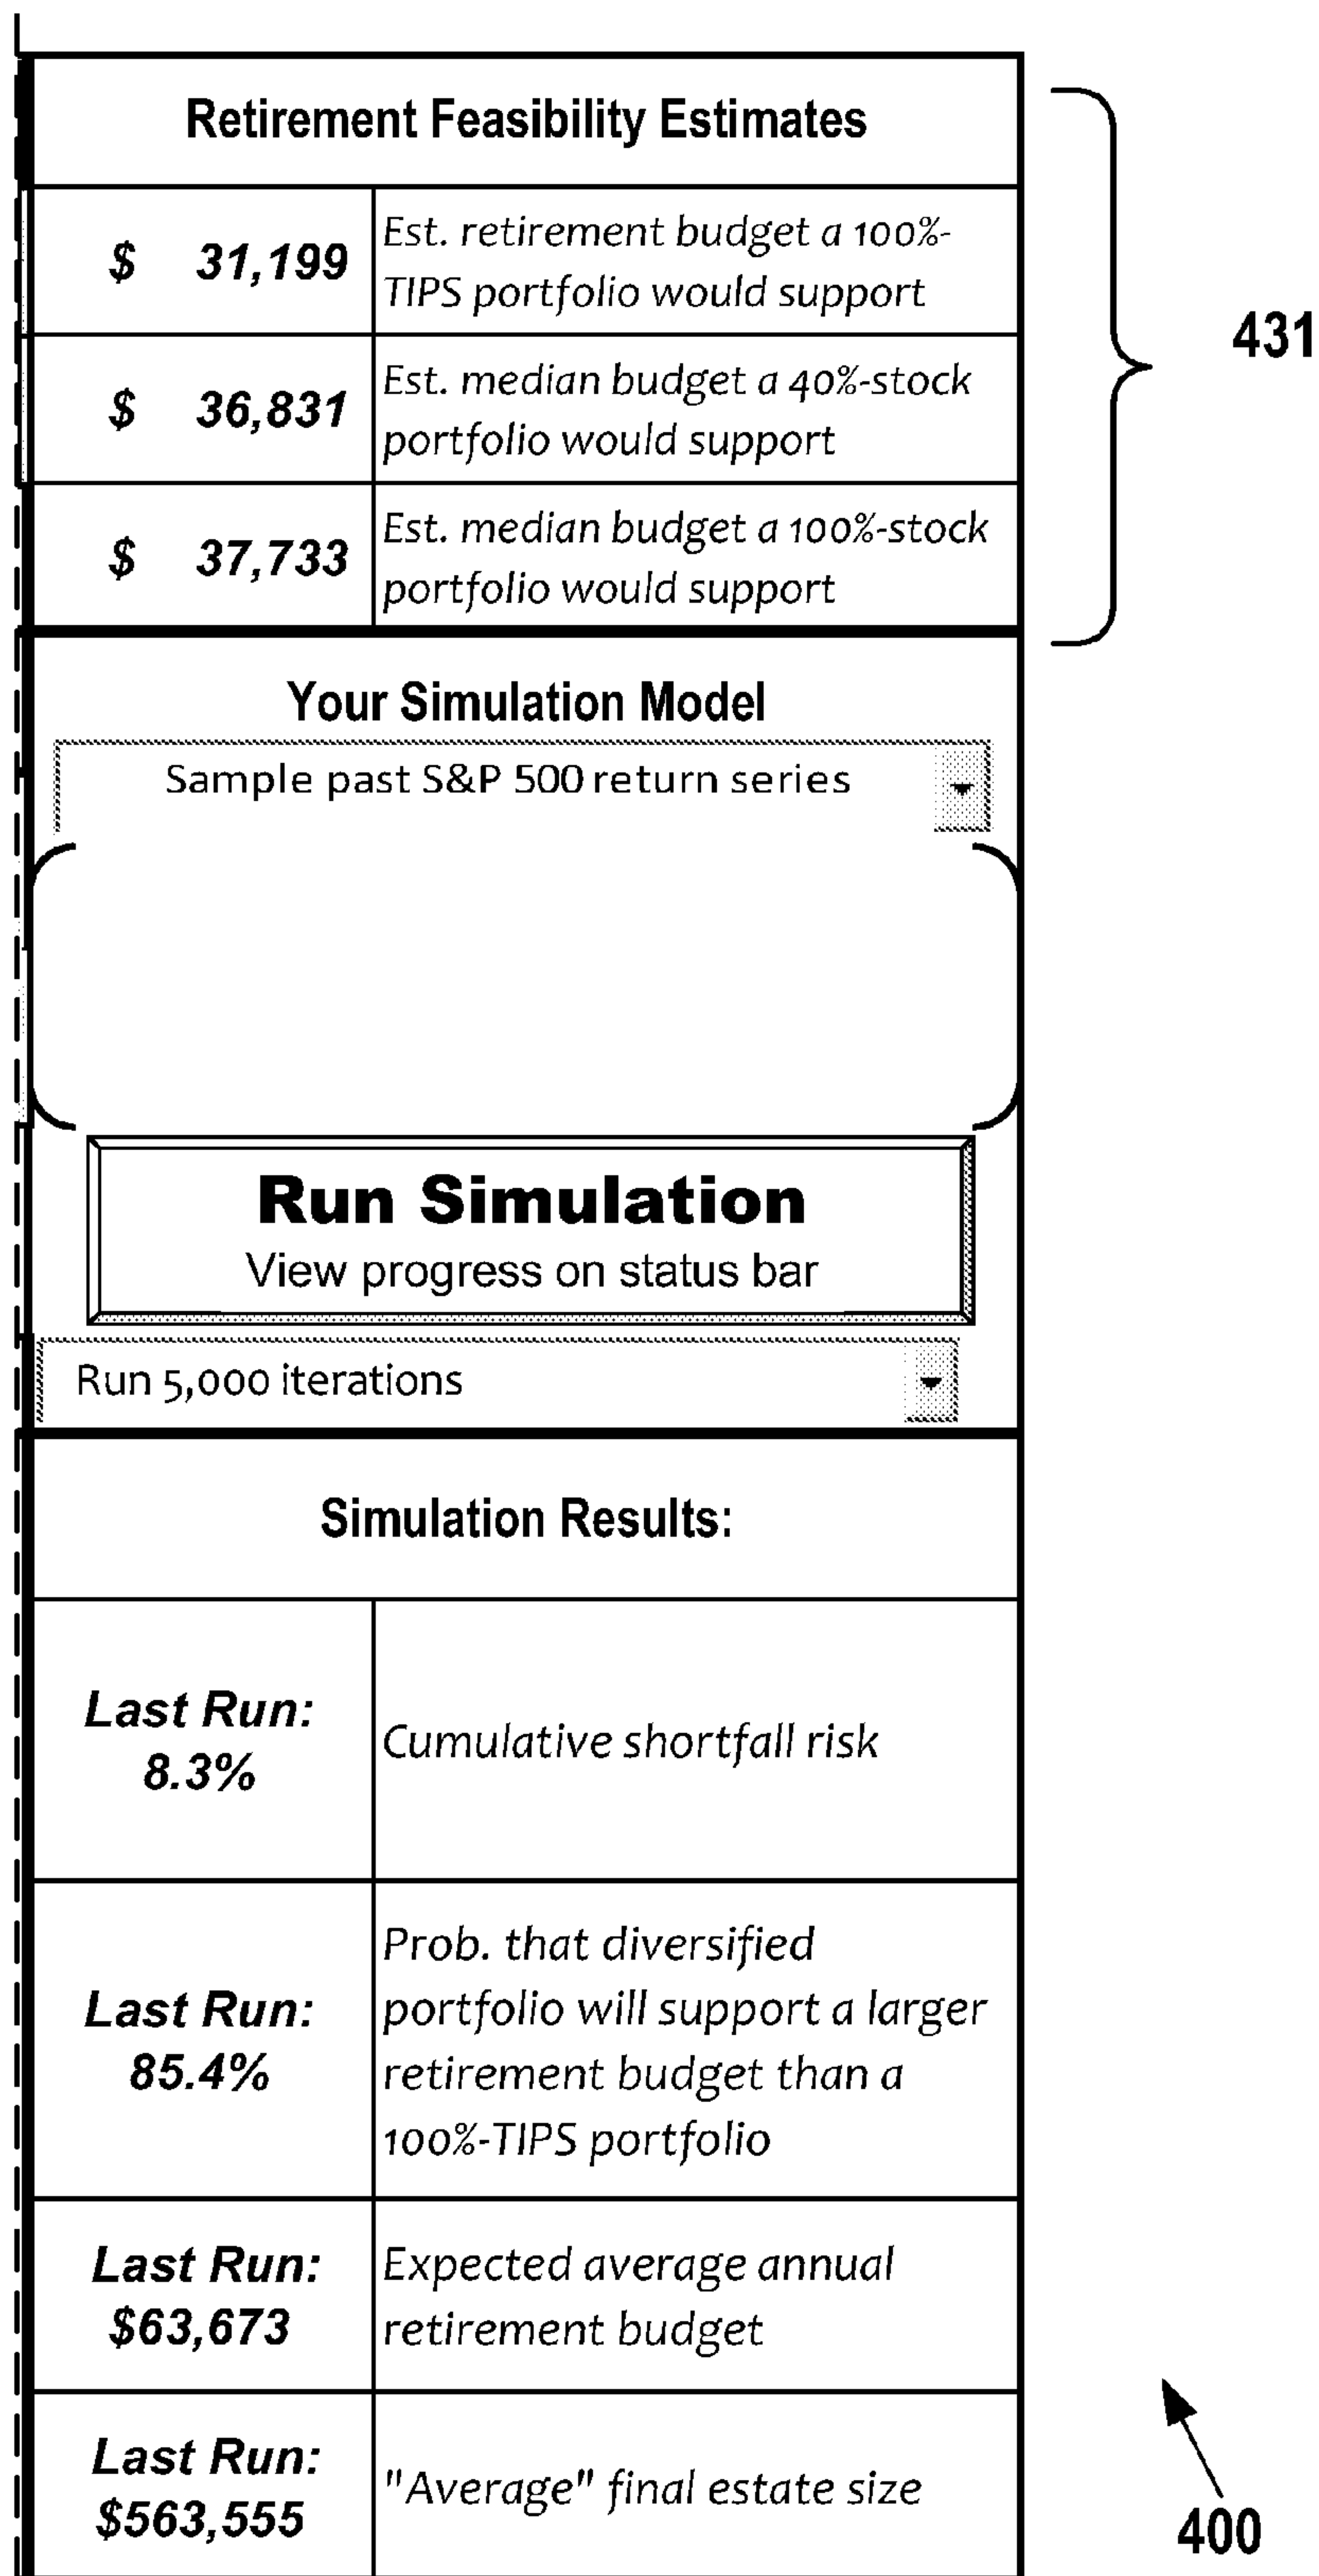 Retirement Feasibility Estimates
$ 31,199
Est. retirement budget a 100%-
TIPS portfolio would support
$ 36,831
Est. median budget a 40%-stock
portfolio would support
$ 37,733
Est. median budget a 100%-stock
portfolio would support
431
Your Simulation Model
Sample past S&P 500 return series
Run Simulation
View progress on status bar
Run 5,000 iterations
Simulation Results:
Last Run:
8.3%
Cumulative shortfall risk
Last Run:
85.4%
Prob. that diversified
portfolio will support a larger
retirement budget than a
100%-TIPS portfolio
Last Run:
$63,673
Expected average annual
retirement budget
Last Run:
$563,555
"Average" final estate size
400